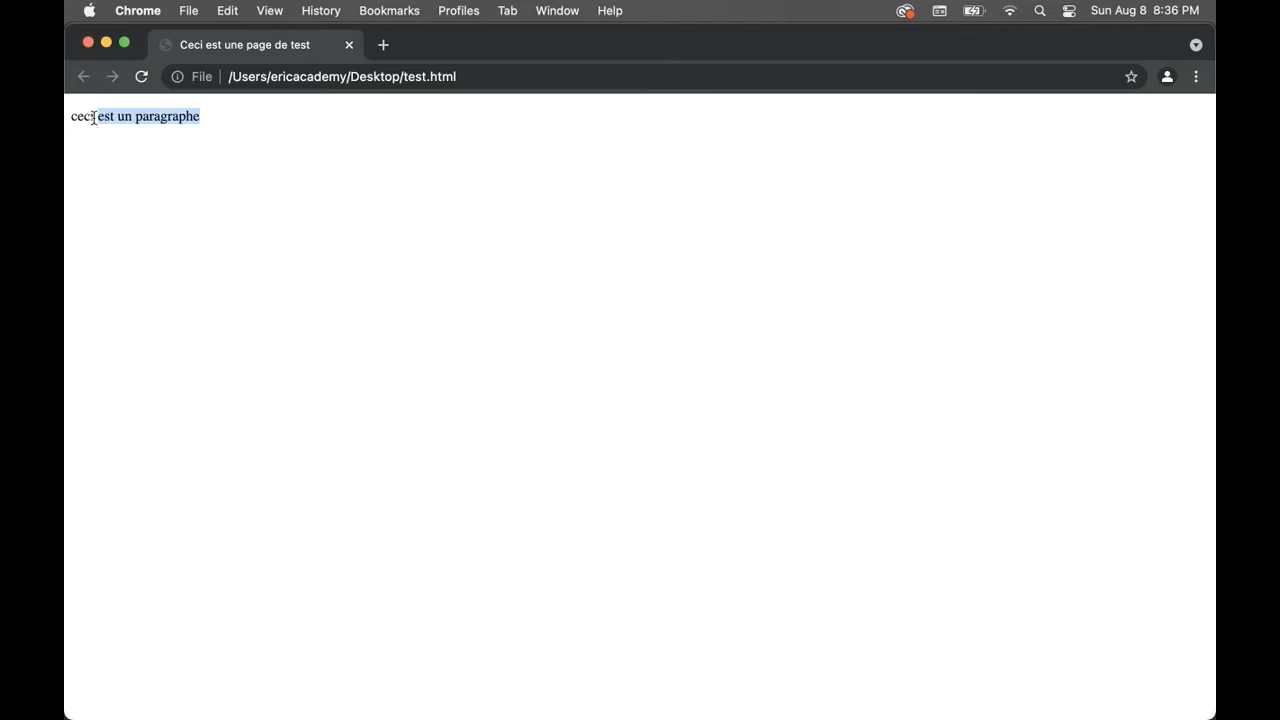 Chrome File Edit View History Bookmarks Profiles Tab Window Help Sun Aug 8 8:36 PM
Ceci est une page de test
File /Users/ericacademy/Desktop/test.html
ceci est un paragraphe